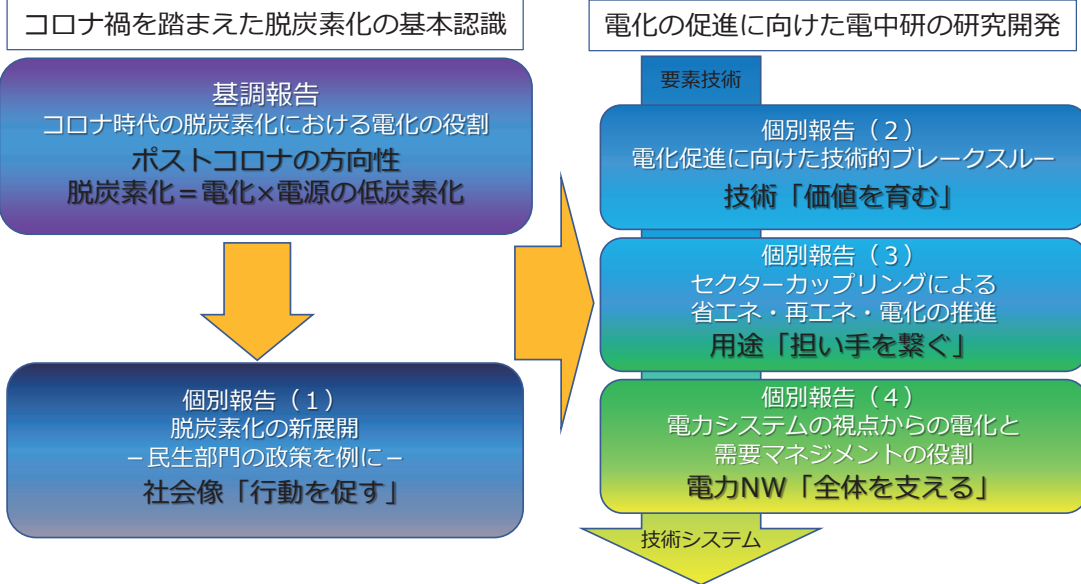 コロナ禍を踏まえた脱炭素化の基本認識
基調報告
コロナ時代の脱炭素化における電化の役割
ポストコロナの方向性
脱炭素化＝電化×電源の低炭素化
個別報告（１）
脱炭素化の新展開
－民生部門の政策を例に－
社会像「行動を促す」
電化の促進に向けた電中研の研究開発
要素技術
個別報告（２）
電化促進に向けた技術的ブレークスルー
技術「価値を育む」
個別報告（３）
セクターカップリングによる
省エネ・再エネ・電化の推進
用途「担い手を繋ぐ」
個別報告（４）
電力システムの視点からの電化と
需要マネジメントの役割
電力NW「全体を支える」
技術システム